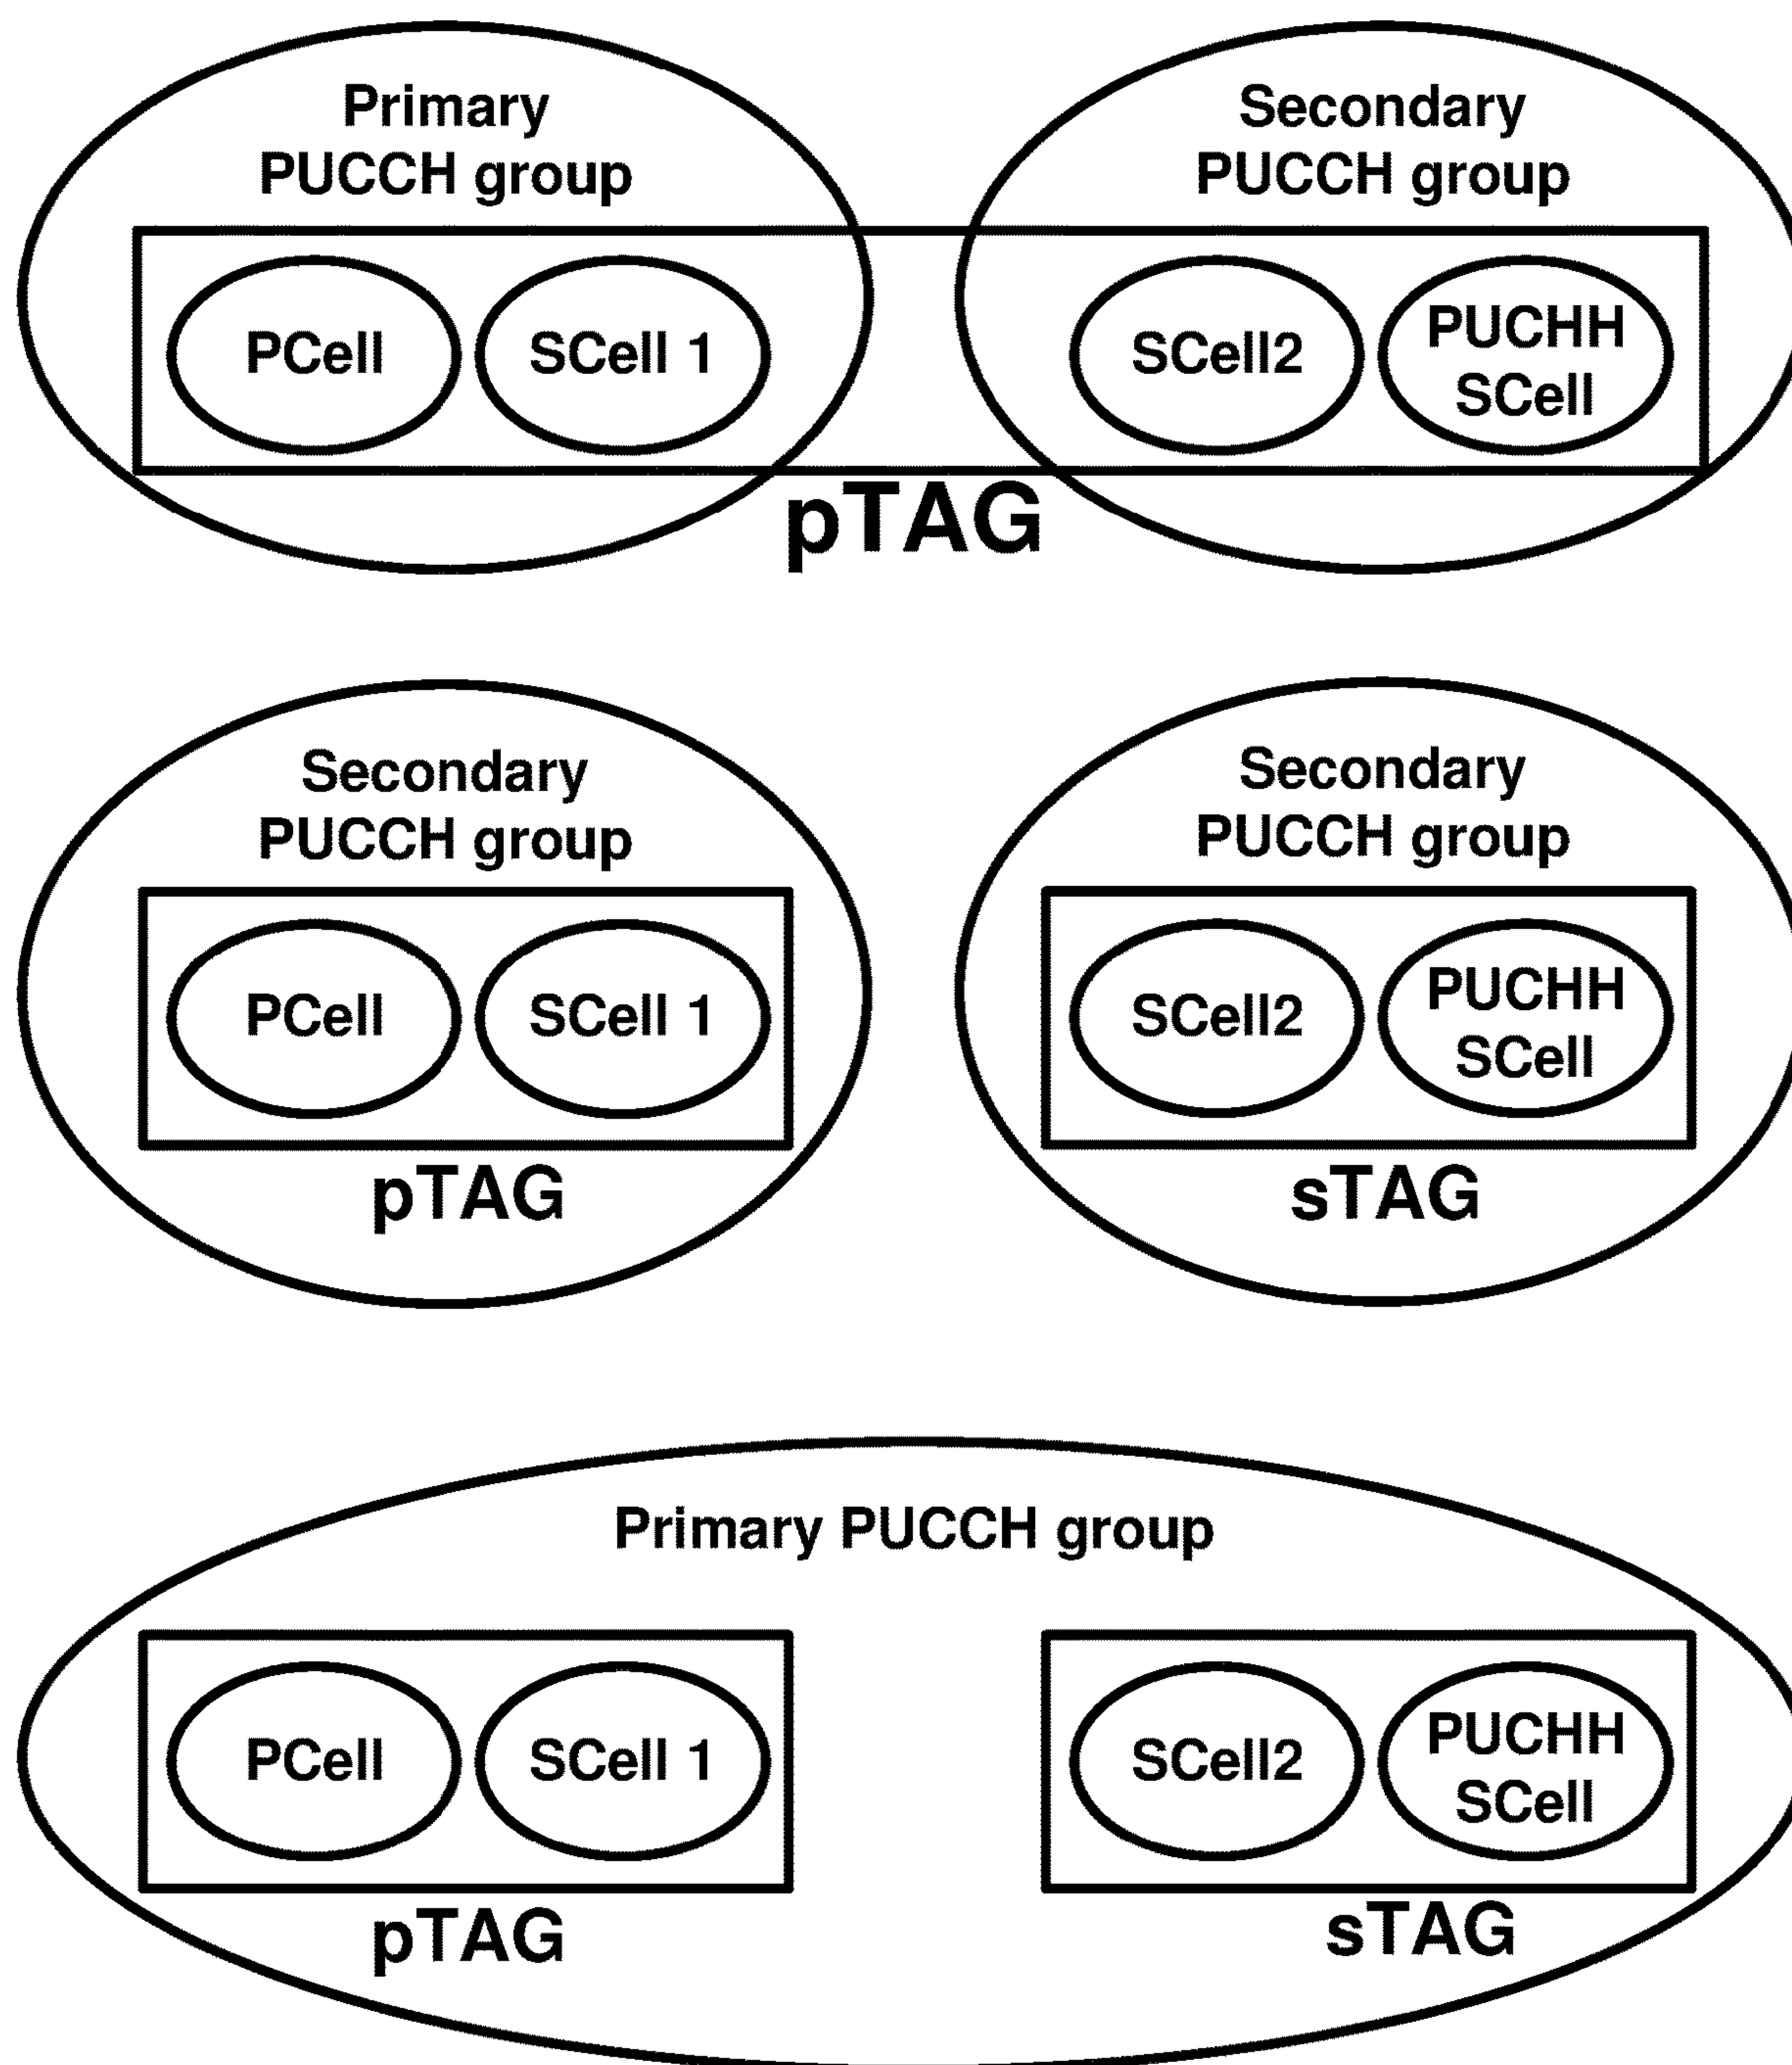 Primary
PUCCH group
Secondary
PUCCH group
PCell
SCell 1
SCell2
PUCHH
SCell
pTAG
Secondary
PUCCH group
Secondary
PUCCH group
PCell
SCell 1
SCell2
PUCHH
SCell
pTAG
sTAG
Primary PUCCH group
PCell
SCell 1
SCell2
PUCHH
SCell
pTAG
sTAG